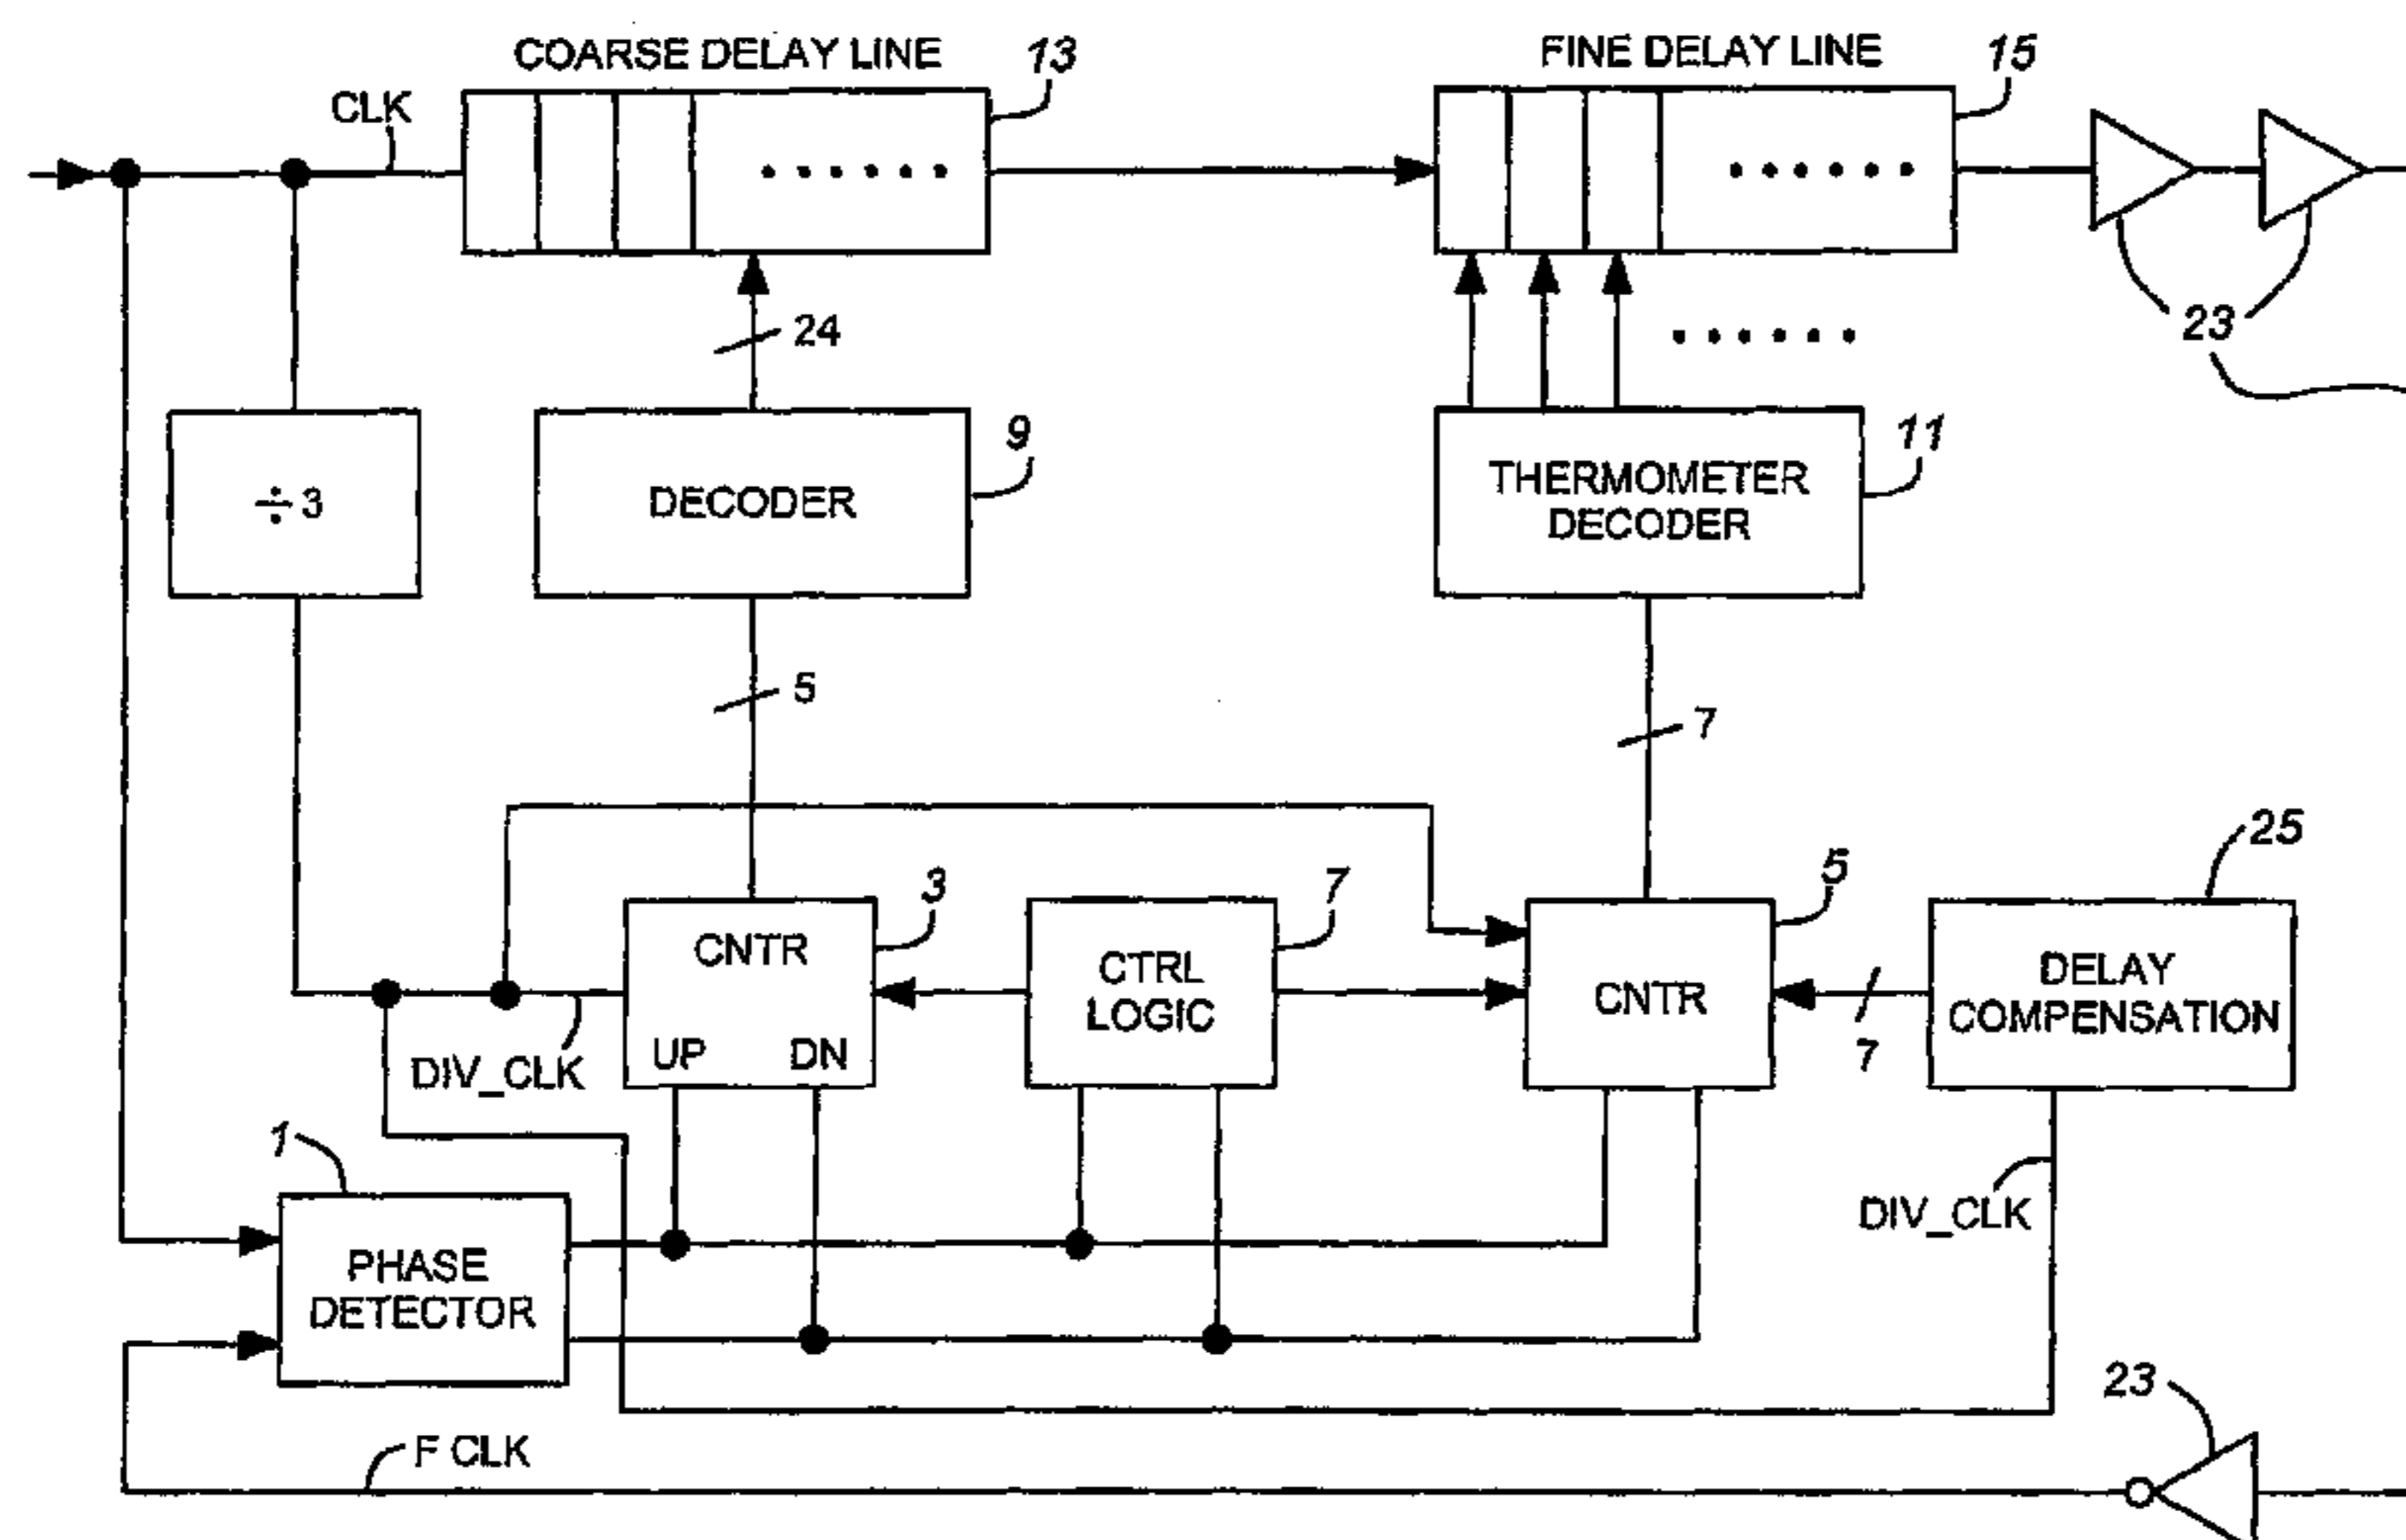 COARSE DELAY LINE
13
FINE DELAY LINE
15
CLK
24
23
÷3
DECODER
9
THERMOMETER
DECODER
11
5
7
CNTR
UP DN
3
CTRL
LOGIC
7
CNTR
5
DELAY
COMPENSATION
25
7
DIV_CLK
1
PHASE
DETECTOR
DIV_CLK
23
F CLK